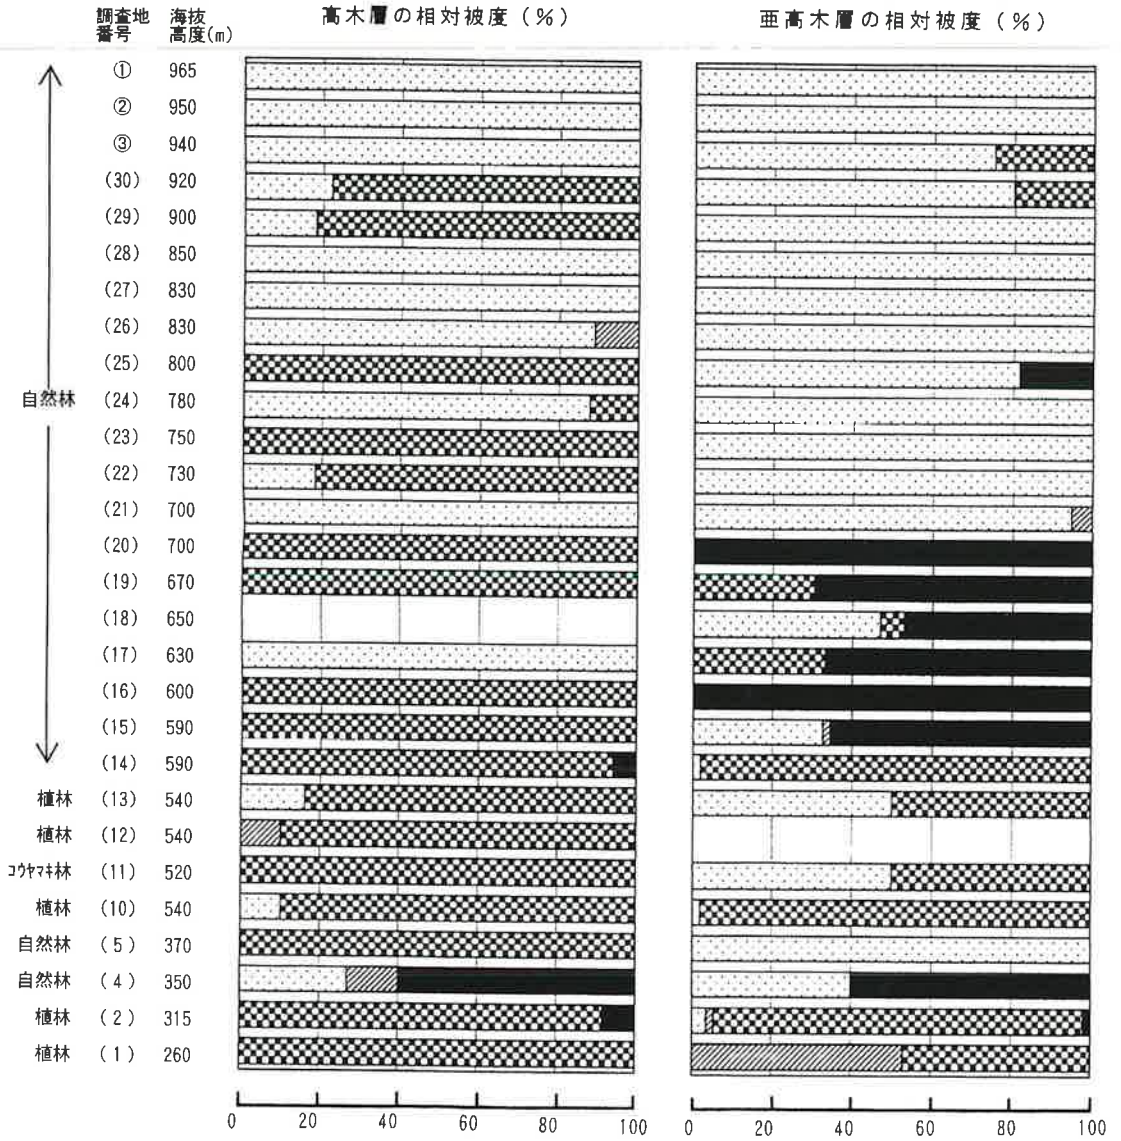 調査地 海抜 高木層の相対被度 (%) 亜高木層の相対被度 (%)
番号 高度(m)
① 965
② 950
③ 940
(30) 920
(29) 900
(28) 850
(27) 830
(26) 830
(25) 800
自然林 (24) 780
(23) 750
(22) 730
(21) 700
(20) 700
(19) 670
(18) 650
(17) 630
(16) 600
(15) 590
(14) 590
植林 (13) 540
植林 (12) 540
コウヤマキ林 (11) 520
植林 (10) 540
自然林 (5) 370
自然林 (4) 350
植林 (2) 315
植林 (1) 260
0 20 40 60 80 100 0 20 40 60 80 100